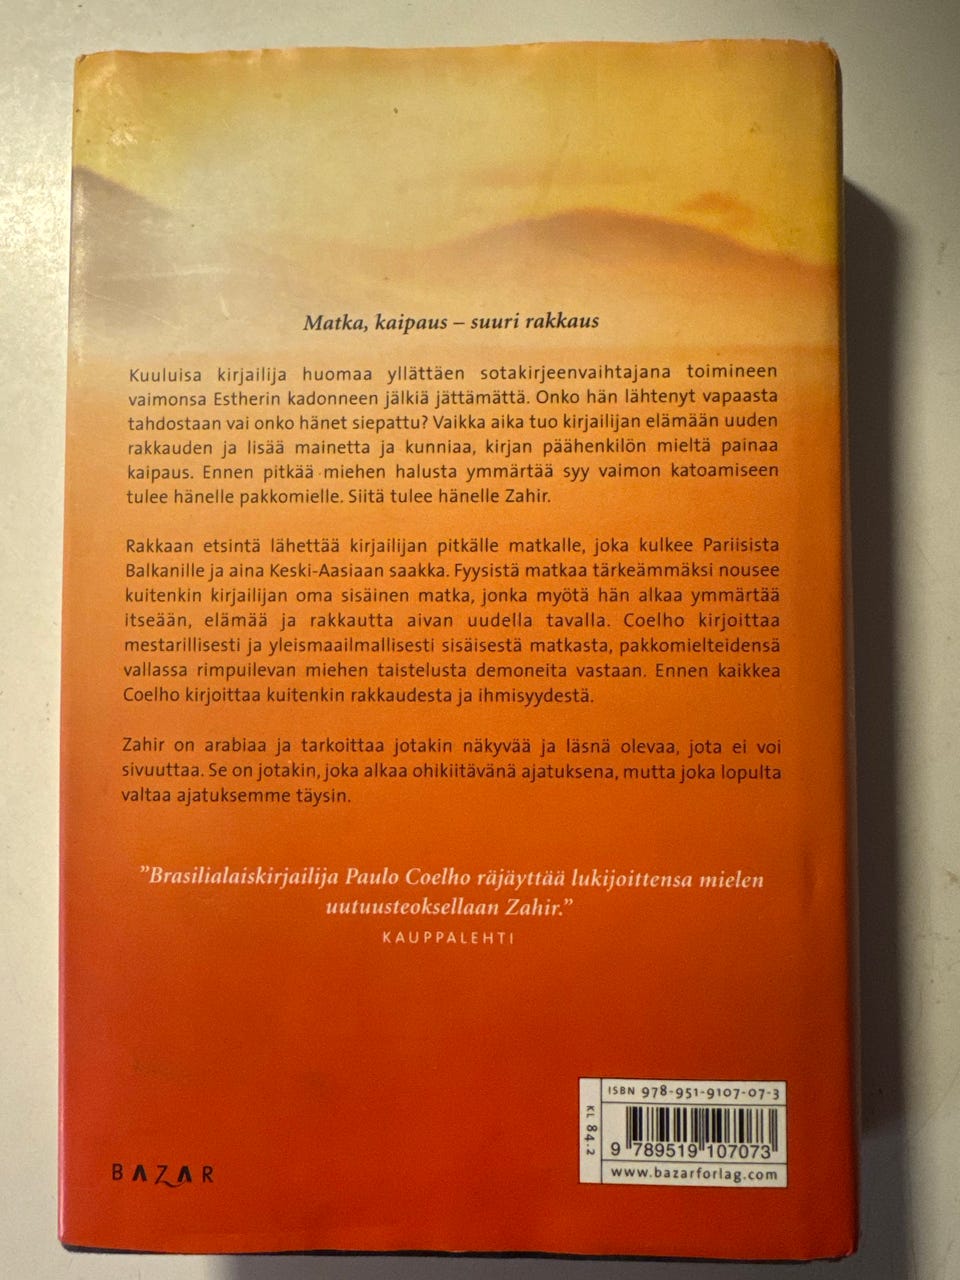 Matka, kaipaus – suuri rakkaus
Kuuluisa kirjailija huomaa yllättäen sotakirjeenvaihtajana toimineen
vaimonsa Estherin kadonneen jälkiä jättämättä. Onko hän lähtenyt vapaasta
tahdostaan vai onko hänet siepattu? Vaikka aika tuo kirjailijan elämään uuden
rakkauden ja lisää mainetta ja kunniaa, kirjan päähenkilön mieltä painaa
kaipaus. Ennen pitkää miehen halusta ymmärtää syy vaimon katoamiseen
tulee hänelle pakkomielle. Siitä tulee hänelle Zahir.
Rakkaan etsintä lähettää kirjailijan pitkälle matkalle, joka kulkee Pariisista
Balkanille ja aina Keski-Aasiaan saakka. Fyysistä matkaa tärkeämmäksi nousee
kuitenkin kirjailijan oma sisäinen matka, jonka myötä hän alkaa ymmärtää
itseään, elämää ja rakkautta aivan uudella tavalla. Coelho kirjoittaa
mestarillisesti ja yleismaailmallisesti sisäisestä matkasta, pakkomielteidensä
vallassa rimpuilevan miehen taistelusta demoneita vastaan. Ennen kaikkea
Coelho kirjoittaa kuitenkin rakkaudesta ja ihmisyydestä.
Zahir on arabiaa ja tarkoittaa jotakin näkyvää ja läsnä olevaa, jota ei voi
sivuuttaa. Se on jotakin, joka alkaa ohikiitävänä ajatuksena, mutta joka lopulta
valtaa ajatuksemme täysin.
”Brasilialaiskirjailija Paulo Coelho räjäyttää lukijoittensa mielen
uutuusteoksellaan Zahir.”
KAUPPALEHTI
ISBN 978-951-9107-07-3
KL 84.2
9 789519 107073
www.bazarforlag.com
BAZAR